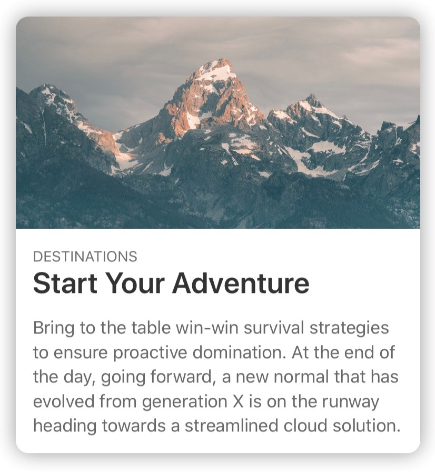 DESTINATIONS
Start Your Adventure
Bring to the table win-win survival strategies
to ensure proactive domination. At the end of
the day, going forward, a new normal that has
evolved from generation X is on the runway
heading towards a streamlined cloud solution.